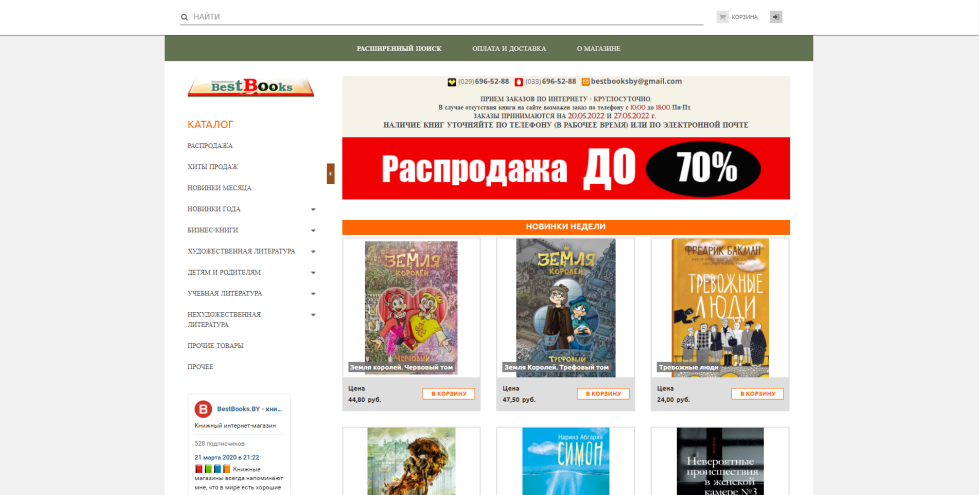 НАЙТИ
КОРЗИНА
РАСШИРЕННЫЙ ПОИСК
ОПЛАТА И ДОСТАВКА
О МАГАЗИНЕ
BestBooks
КАТАЛОГ
РАСПРОДАЖА
ХИТЫ ПРОДАЖ
НОВИНКИ МЕСЯЦА
НОВИНКИ ГОДА
БИЗНЕС-КНИГИ
ХУДОЖЕСТВЕННАЯ ЛИТЕРАТУРА
ДЕТЯМ И РОДИТЕЛЯМ
УЧЕБНАЯ ЛИТЕРАТУРА
НЕХУДОЖЕСТВЕННАЯ
ЛИТЕРАТУРА
ПРОЧИЕ ТОВАРЫ
ПРОЧЕЕ
B
BestBooks.BY - кни...
Книжный интернет-магазин
528 подписчиков
21 марта 2020 в 21:22
Книжные
магазины всегда напоминают
мне, что в мире есть хорошие
(029)696-52-88 (033)696-52-88 bestbooksby@gmail.com
ПРИЕМ ЗАКАЗОВ ПО ИНТЕРНЕТУ - КРУГЛОСУТОЧНО.
В случае отсутствия книги на сайте возможен заказ по телефону с 10:00 до 18:00 Пн-Пт.
ЗАКАЗЫ ПРИНИМАЮТСЯ НА 20.05.2022 И 27.05.2022 г.
НАЛИЧИЕ КНИГ УТОЧНЯЙТЕ ПО ТЕЛЕФОНУ (В РАБОЧЕЕ ВРЕМЯ) ИЛИ ПО ЭЛЕКТРОННОЙ ПОЧТЕ
Распродажа ДО 70%
НОВИНКИ НЕДЕЛИ
ЗЕМЛЯ
КОРОЛЕЙ
ЧЕРВОВЫЙ
Земля королей. Червовый том
Цена
44,80 руб.
В КОРЗИНУ
ЗЕМЛЯ
КОРОЛЕЙ
ТРЕФОВЫЙ
Земля Королей. Трефовый том
Цена
47,50 руб.
В КОРЗИНУ
ФРЕДРИК БАКМАН
ТРЕВОЖНЫЕ
ЛЮДИ
Тревожные люди
Цена
24,00 руб.
В КОРЗИНУ
Наринэ Абгарян
СИМОН
Невероятные
происшествия
в женской
камере №3